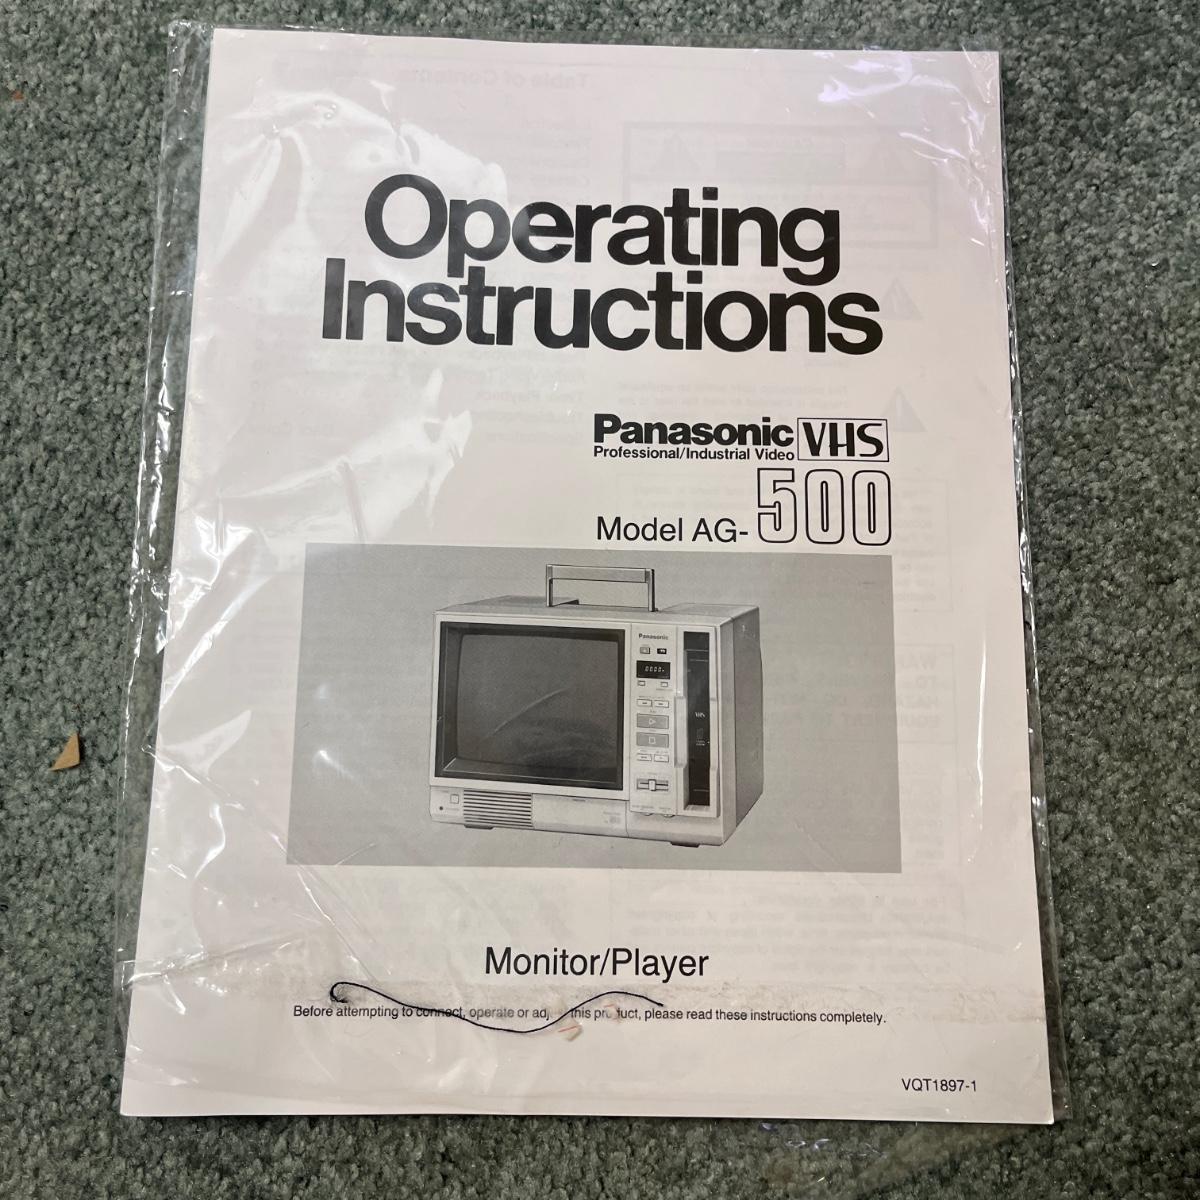 Operating
Instructions
Panasonic VHS
Professional/Industrial Video
Model AG-500
Panasonic
VHS
Monitor/Player
Before attempting to connect, operate or adj this product, please read these instructions completely.
VQT1897-1